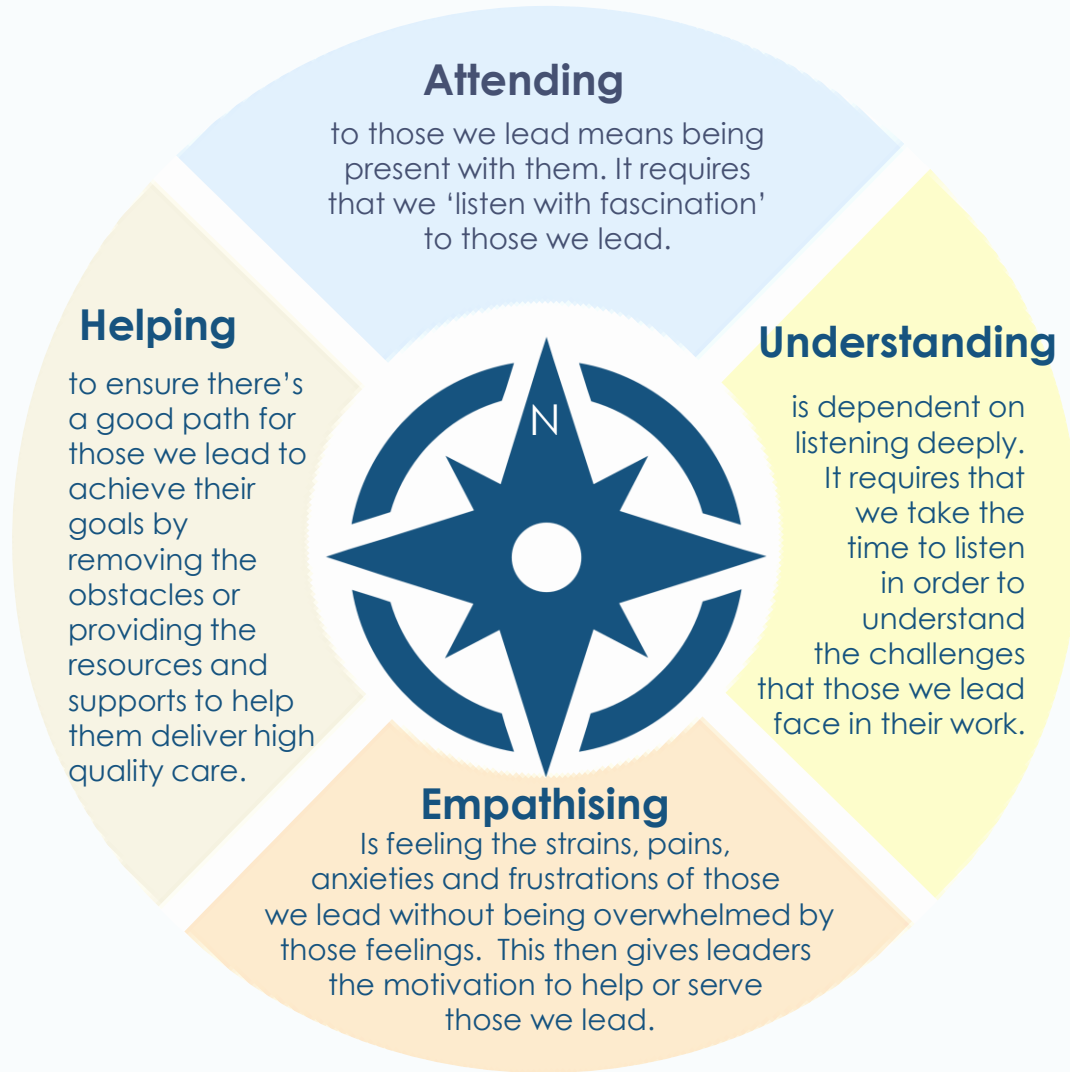 Attending
to those we lead means being
present with them. It requires
that we ‘listen with fascination’
to those we lead.
Understanding
is dependent on
listening deeply.
It requires that
we take the
time to listen
in order to
understand
the challenges
that those we lead
face in their work.
Empathising
Is feeling the strains, pains,
anxieties and frustrations of those
we lead without being overwhelmed by
those feelings.  This then gives leaders
the motivation to help or serve
those we lead.
Helping
to ensure there’s
a good path for
those we lead to
achieve their
goals by
removing the
obstacles or
providing the
resources and
supports to help
them deliver high
quality care.
N